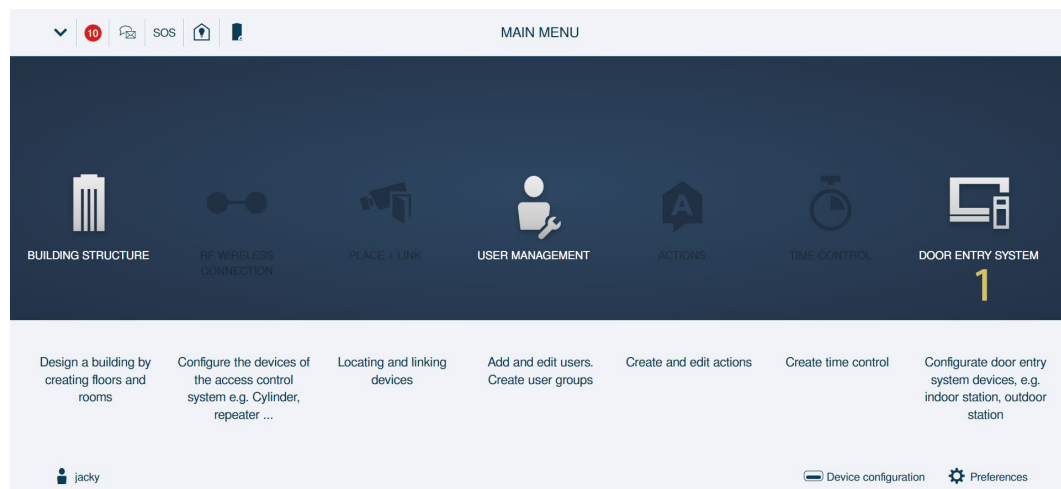 10
SOS
MAIN MENU
BUILDING STRUCTURE
RF WIRELESS
CONNECTION
PLACE + LINK
USER MANAGEMENT
A
ACTIONS
TIME CONTROL
DOOR ENTRY SYSTEM
1
Design a building by
creating floors and
rooms
Configure the devices of
the access control
system e.g. Cylinder,
repeater ...
Locating and linking
devices
Add and edit users.
Create user groups
Create and edit actions
Create time control
Configurate door entry
system devices, e.g.
indoor station, outdoor
station
jacky
Device configuration
Preferences